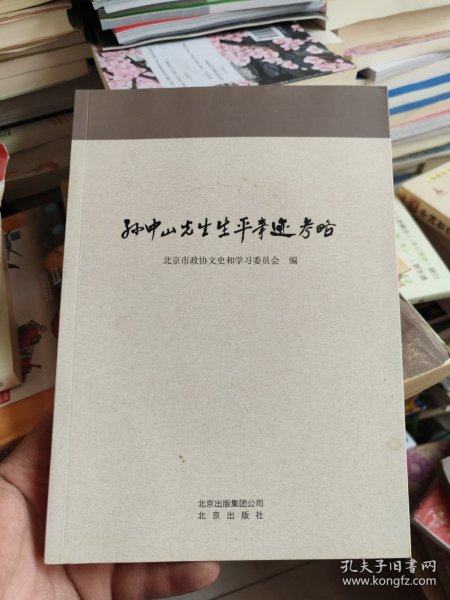 孙中山先生生平事迹考略
北京市政协文史和学习委员会 编
北京出版集团公司
北京出版社
孔夫子旧书网
www.kongfz.com